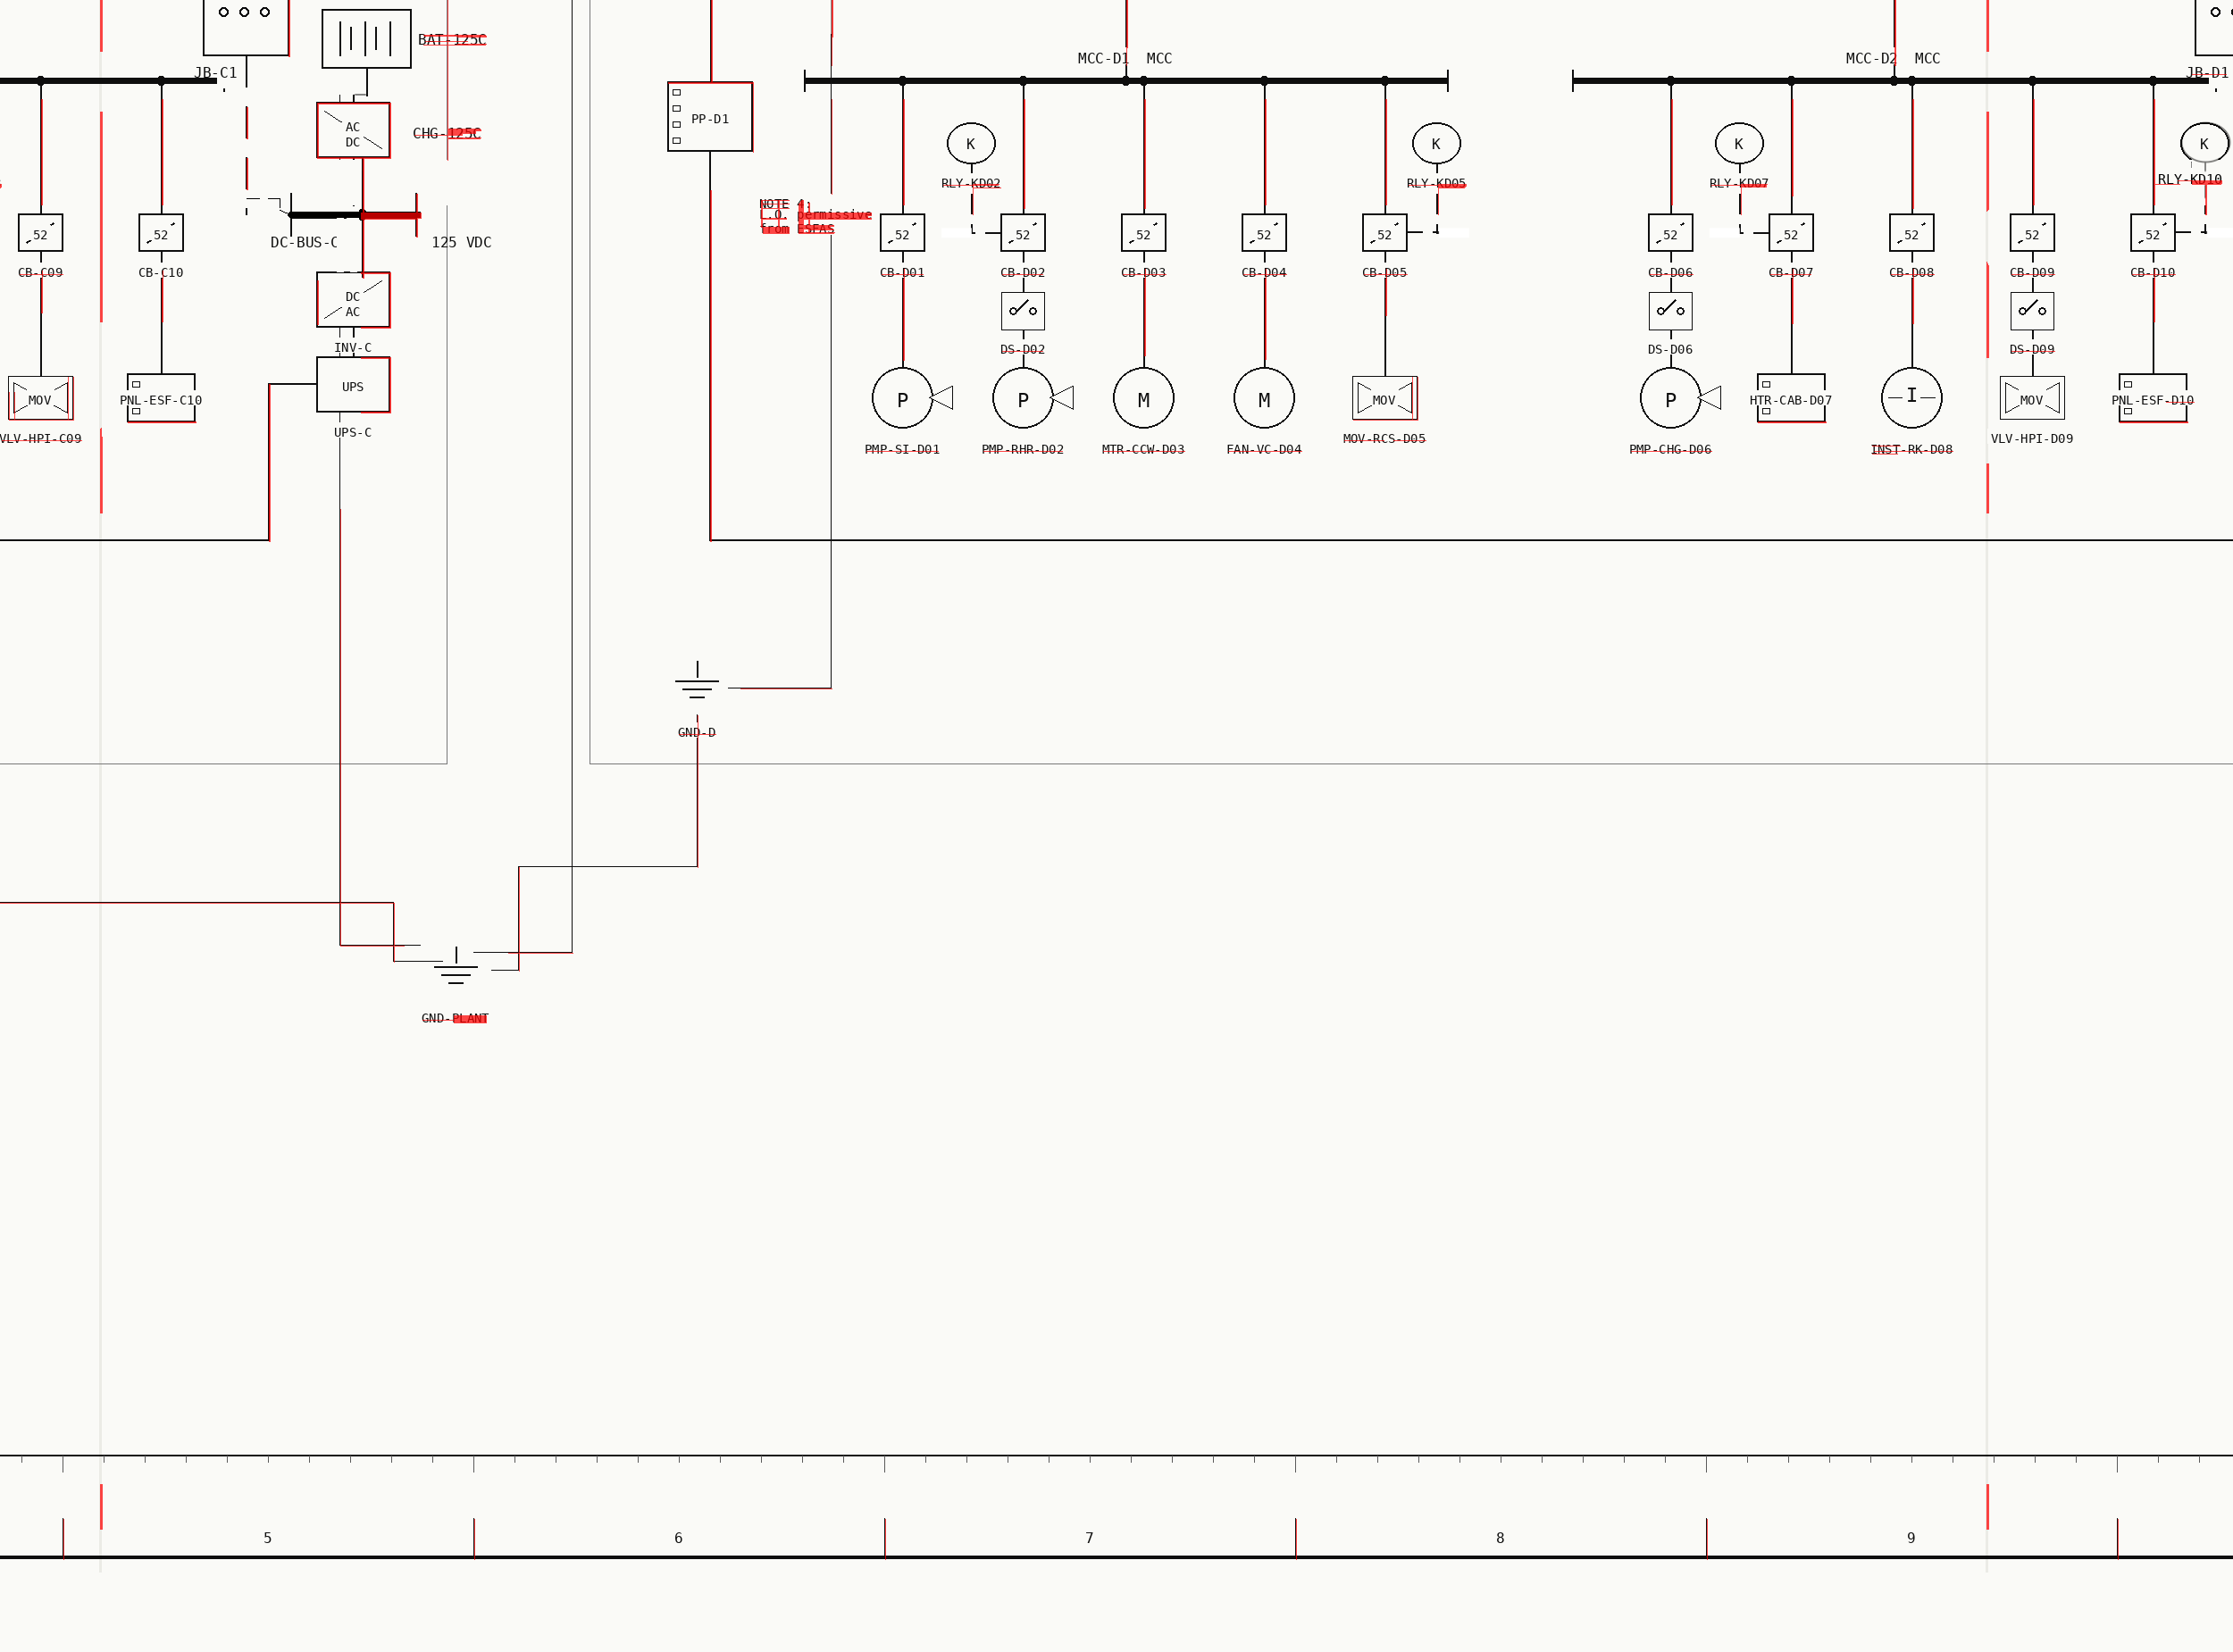 BAT-125C
MCC-D1 MCC
MCC-D2 MCC
JB-C1
JB-D1
PP-D1
AC
DC
CHG-125C
K
K
K
K
RLY-KD02
RLY-KD05
RLY-KD07
RLY-KD10
NOTE 4:
L.O. permissive
from ESFAS
52
52
52
52
52
52
52
52
52
52
52
52
DC-BUS-C
125 VDC
CB-C09
CB-C10
CB-D01
CB-D02
CB-D03
CB-D04
CB-D05
CB-D06
CB-D07
CB-D08
CB-D09
CB-D10
DC
AC
INV-C
DS-D02
DS-D06
DS-D09
UPS
MOV
PNL-ESF-C10
P
P
M
M
MOV
P
HTR-CAB-D07
I
MOV
PNL-ESF-D10
UPS-C
VLV-HPI-C09
PMP-SI-D01
PMP-RHR-D02
MTR-CCW-D03
FAN-VC-D04
MOV-RCS-D05
PMP-CHG-D06
INST-RK-D08
VLV-HPI-D09
GND-D
GND-PLANT
5
6
7
8
9